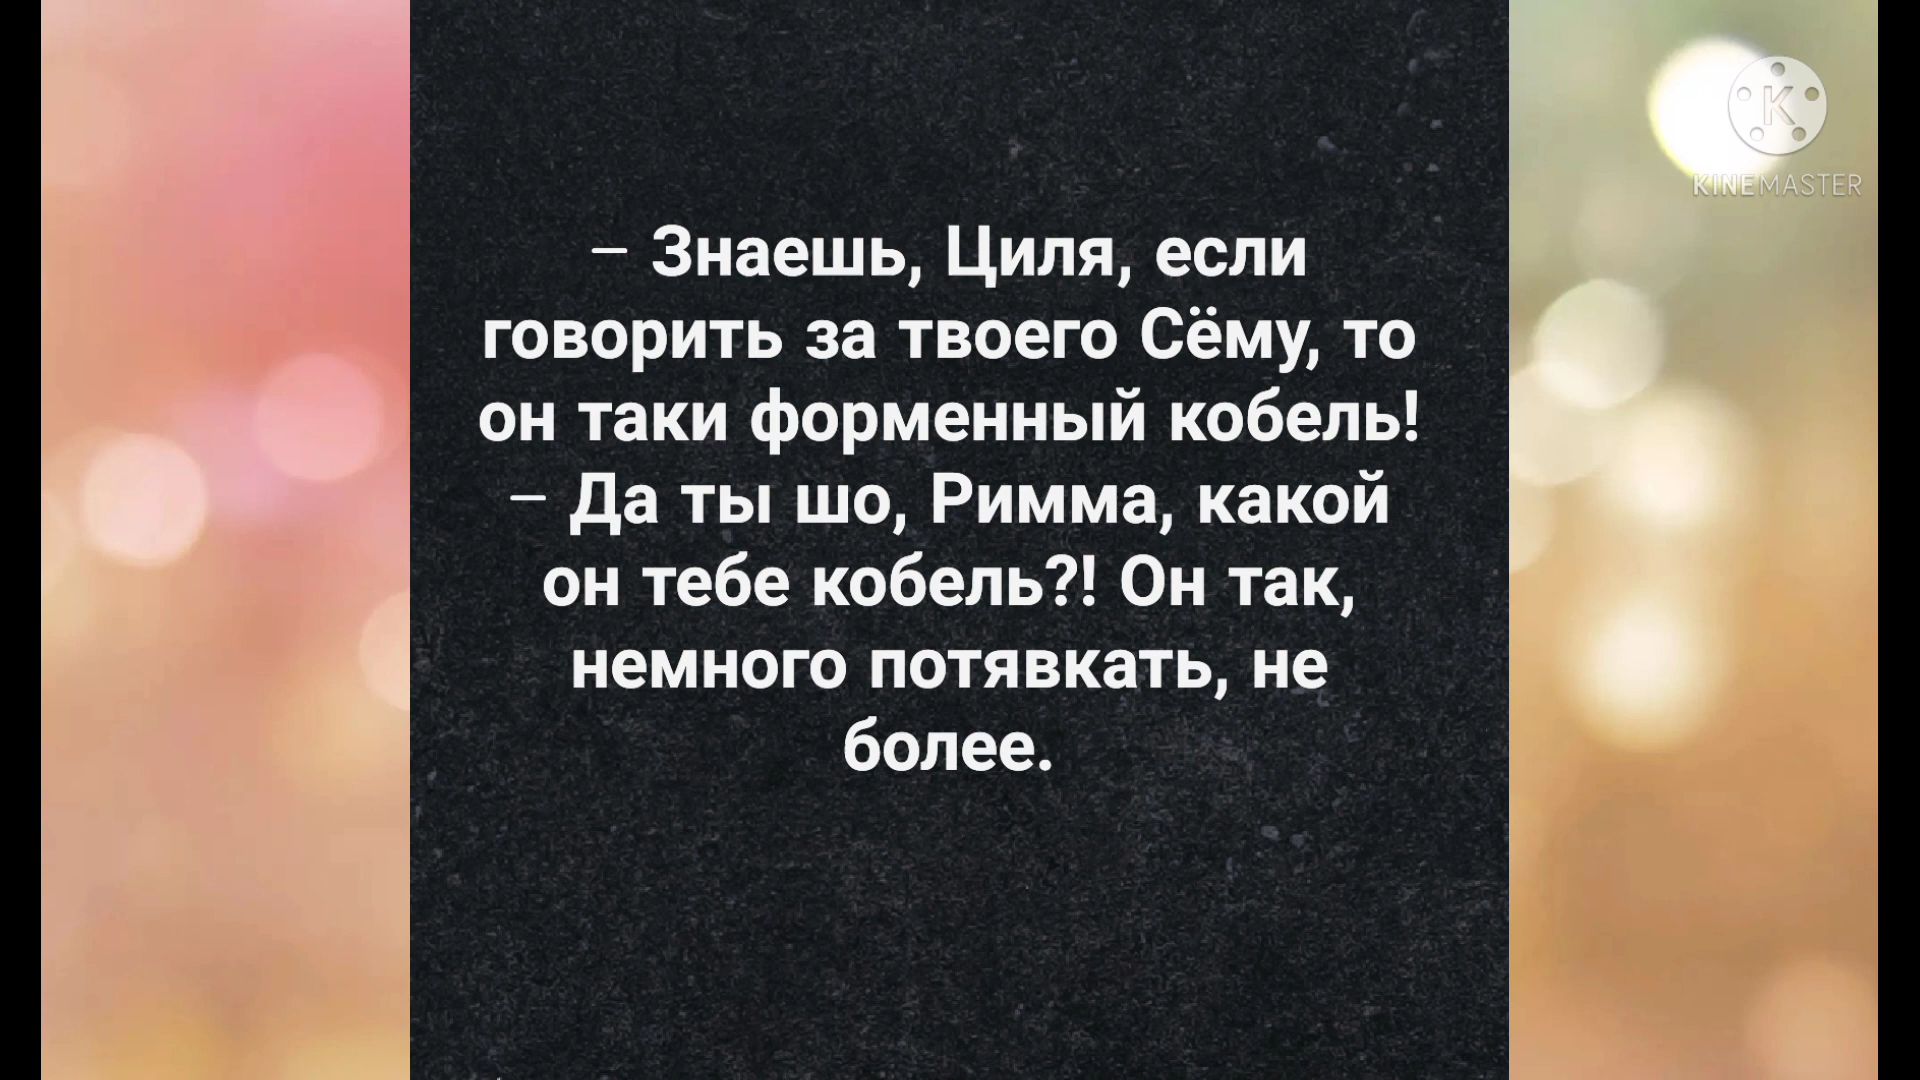 – Знаешь, Циля, если
говорить за твоего Сёму, то
он таки форменный кобель!
– Да ты шо, Римма, какой
он тебе кобель?! Он так,
немного потявкать, не
более.
K
KINEMASTER